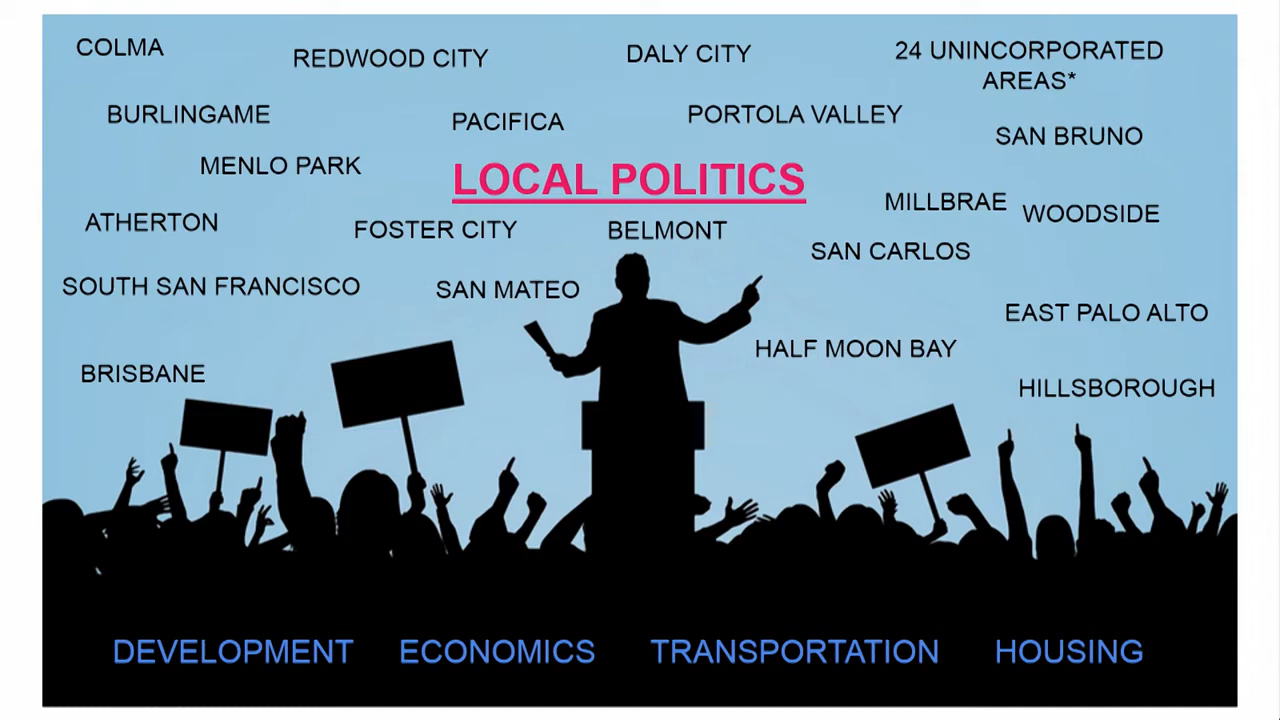 COLMA
REDWOOD CITY
DALY CITY
24 UNINCORPORATED
AREAS*
BURLINGAME
PACIFICA
PORTOLA VALLEY
SAN BRUNO
MENLO PARK
LOCAL POLITICS
MILLBRAE
WOODSIDE
ATHERTON
FOSTER CITY
BELMONT
SAN CARLOS
SOUTH SAN FRANCISCO
SAN MATEO
EAST PALO ALTO
HALF MOON BAY
BRISBANE
HILLSBOROUGH
DEVELOPMENT
ECONOMICS
TRANSPORTATION
HOUSING